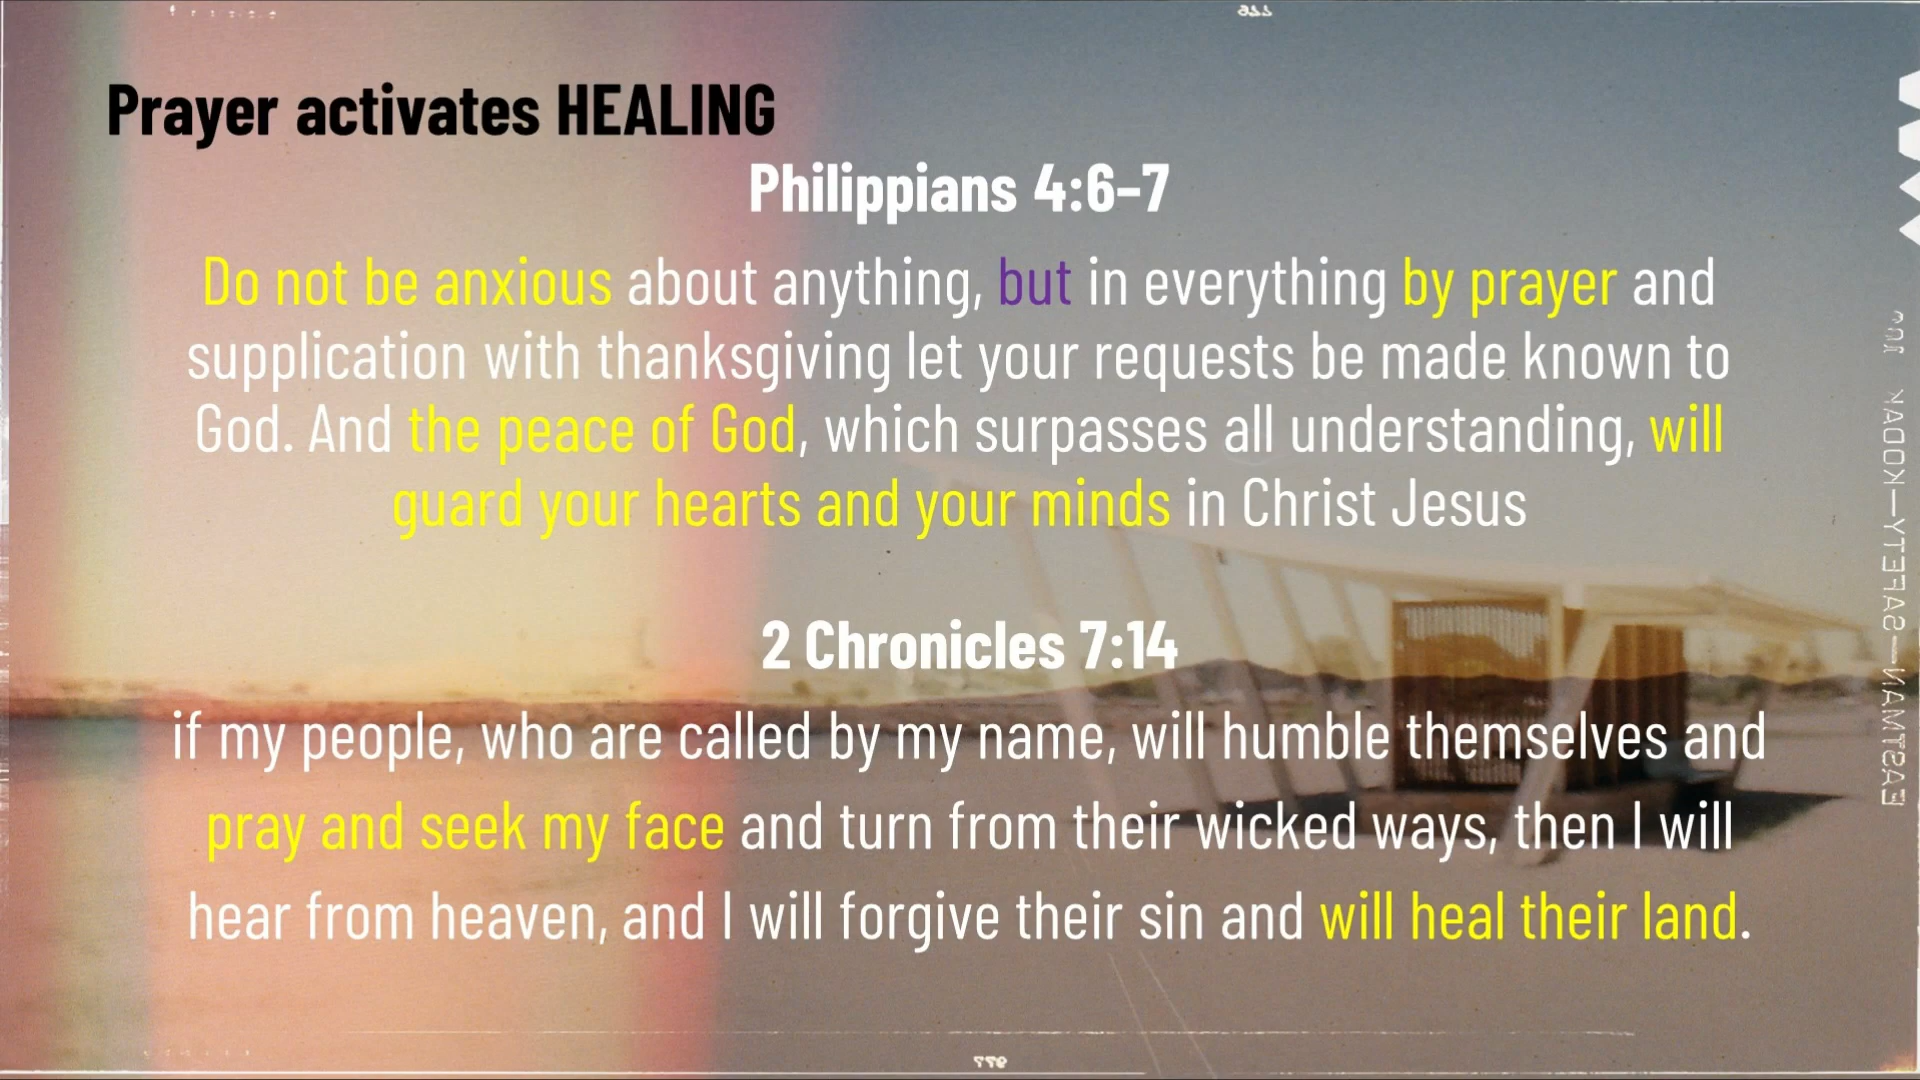 Prayer activates HEALING
Philippians 4:6–7
Do not be anxious about anything, but in everything by prayer and
supplication with thanksgiving let your requests be made known to
God. And the peace of God, which surpasses all understanding, will
guard your hearts and your minds in Christ Jesus
2 Chronicles 7:14
if my people, who are called by my name, will humble themselves and
pray and seek my face and turn from their wicked ways, then I will
hear from heaven, and I will forgive their sin and will heal their land.
EASTMAN—SAFETY—KODAK